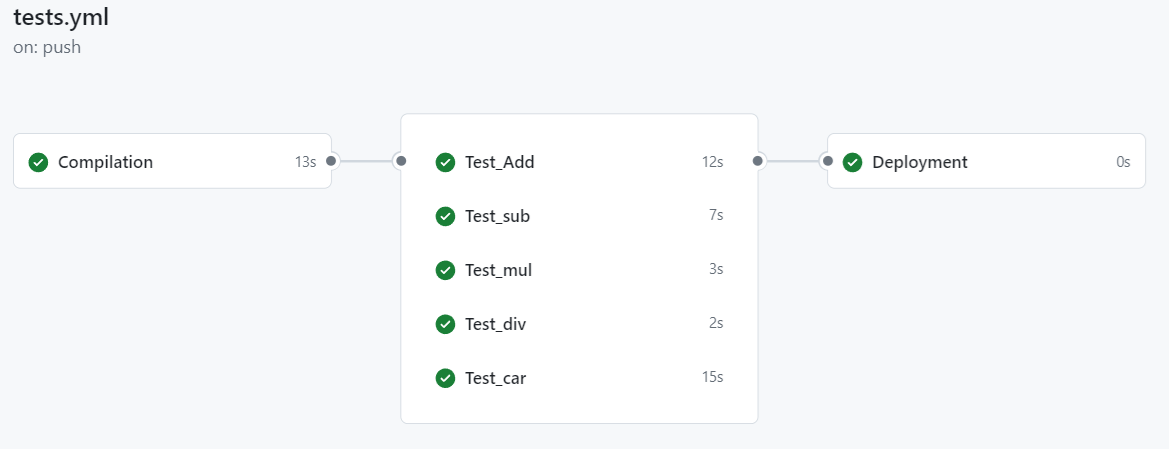 tests.yml
on: push
Compilation 13s
Test_Add 12s
Test_sub 7s
Test_mul 3s
Test_div 2s
Test_car 15s
Deployment 0s